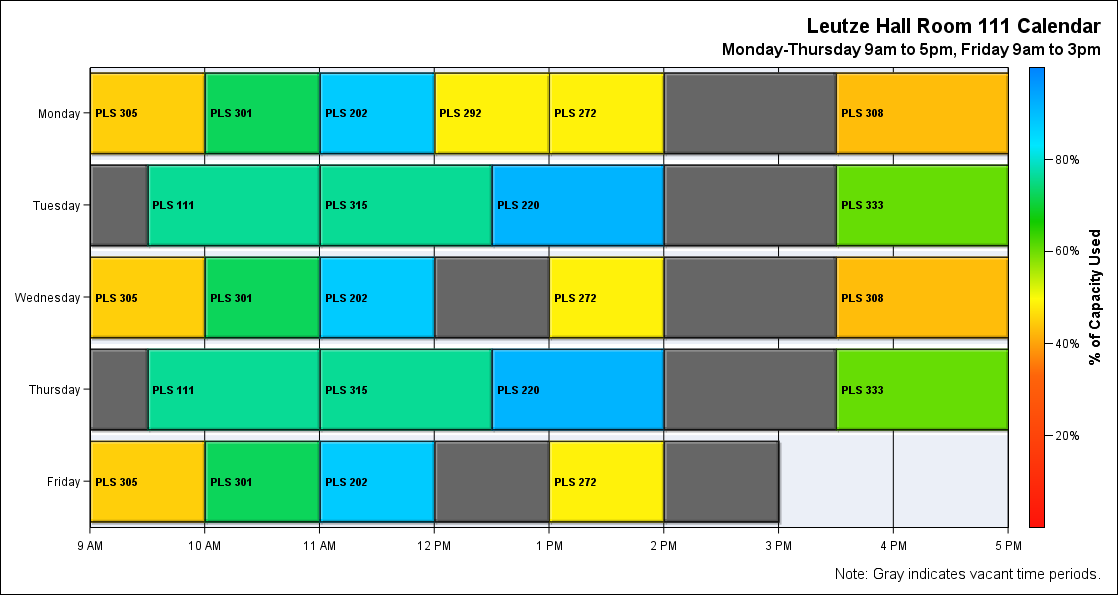 Leutze Hall Room 111 Calendar
Monday-Thursday 9am to 5pm, Friday 9am to 3pm
Monday
PLS 305
PLS 301
PLS 202
PLS 292
PLS 272
PLS 308
Tuesday
PLS 111
PLS 315
PLS 220
PLS 333
Wednesday
PLS 305
PLS 301
PLS 202
PLS 272
PLS 308
Thursday
PLS 111
PLS 315
PLS 220
PLS 333
Friday
PLS 305
PLS 301
PLS 202
PLS 272
9 AM
10 AM
11 AM
12 PM
1 PM
2 PM
3 PM
4 PM
5 PM
80%
60%
40%
20%
% of Capacity Used
Note: Gray indicates vacant time periods.